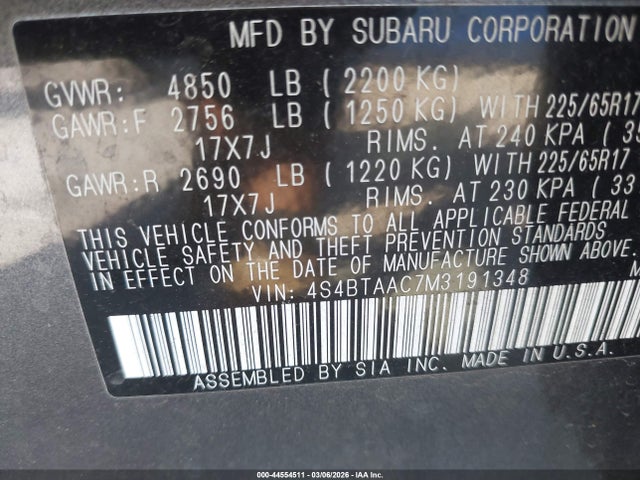 MFD BY SUBARU CORPORATION
GVWR: 4850 LB ( 2200 KG)
GAWR:F 2756 LB ( 1250 KG) WITH 225/65R17
17X7J RIMS. AT 240 KPA ( 35
GAWR:R 2690 LB ( 1220 KG) WITH 225/65R17
17X7J RIMS. AT 230 KPA ( 33
THIS VEHICLE CONFORMS TO ALL APPLICABLE FEDERAL
VEHICLE SAFETY AND THEFT PREVENTION STANDARDS
IN EFFECT ON THE DATE OF MANUFACTURE SHOWN ABOVE.
VIN: 4S4BTAAC7M3191348
ASSEMBLED BY SIA INC. MADE IN U.S.A.
000-44554511 - 03/06/2026 - IAA Inc.